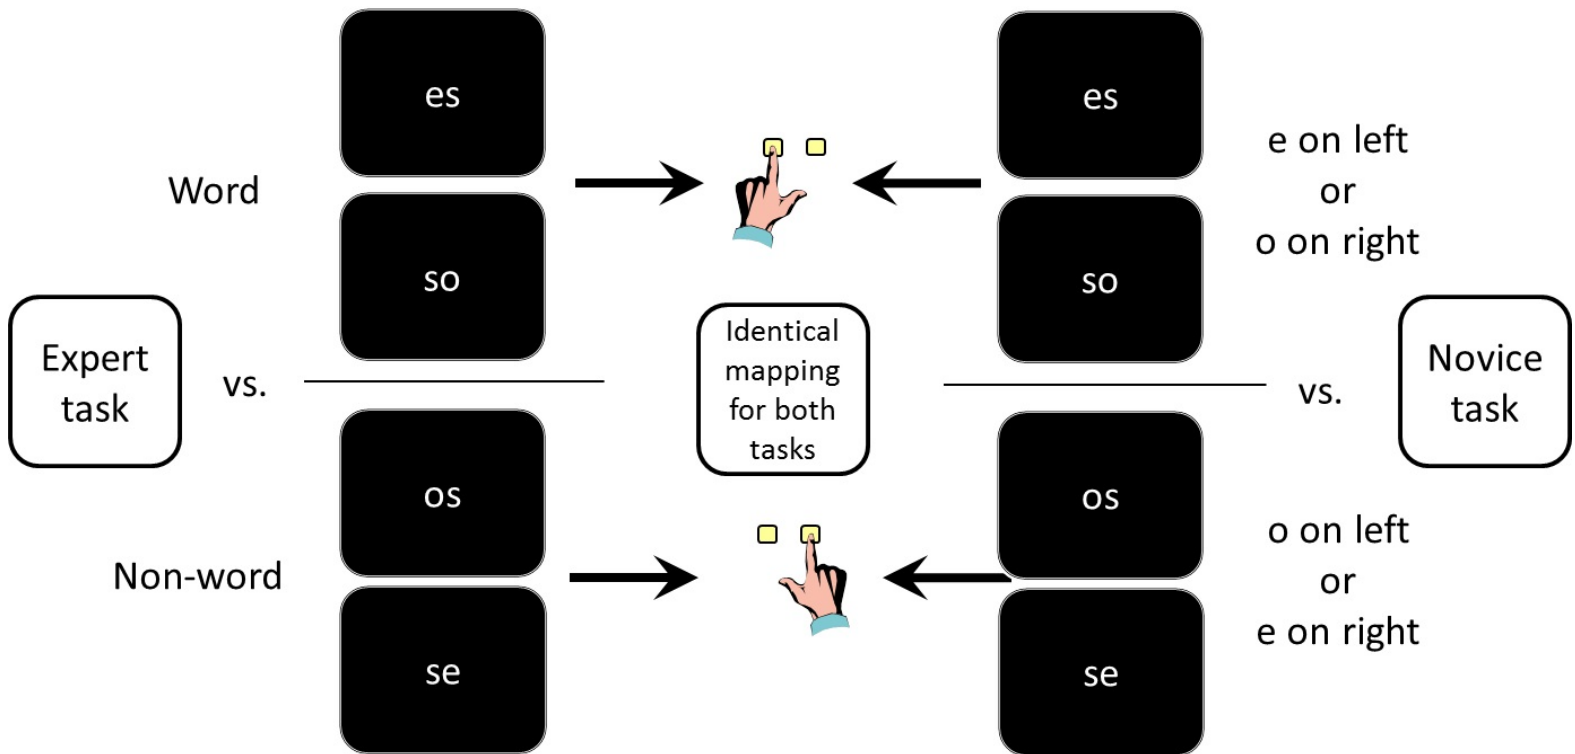 es
so
Word
Expert
task
vs.
os
se
Non-word
Identical
mapping
for both
tasks
es
so
e on left
or
o on right
vs.
Novice
task
os
se
o on left
or
e on right